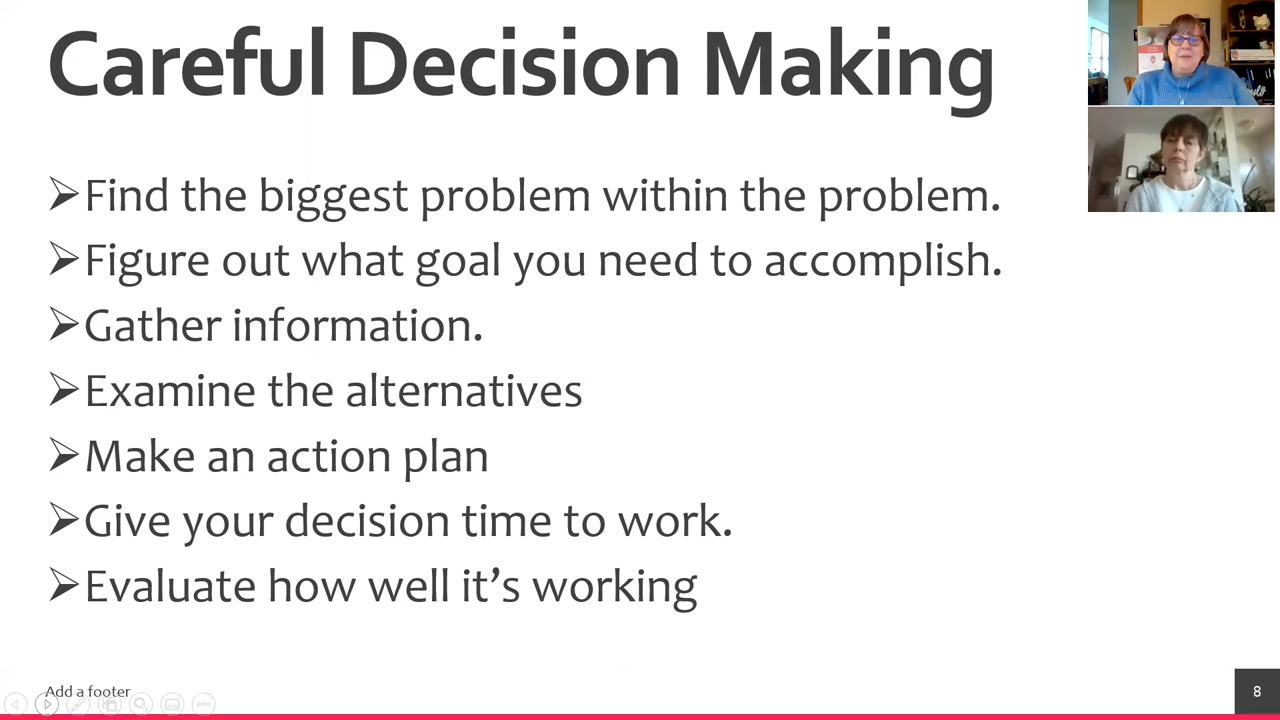 Careful Decision Making
➢Find the biggest problem within the problem.
➢Figure out what goal you need to accomplish.
➢Gather information.
➢Examine the alternatives
➢Make an action plan
➢Give your decision time to work.
➢Evaluate how well it’s working
Add a footer
8